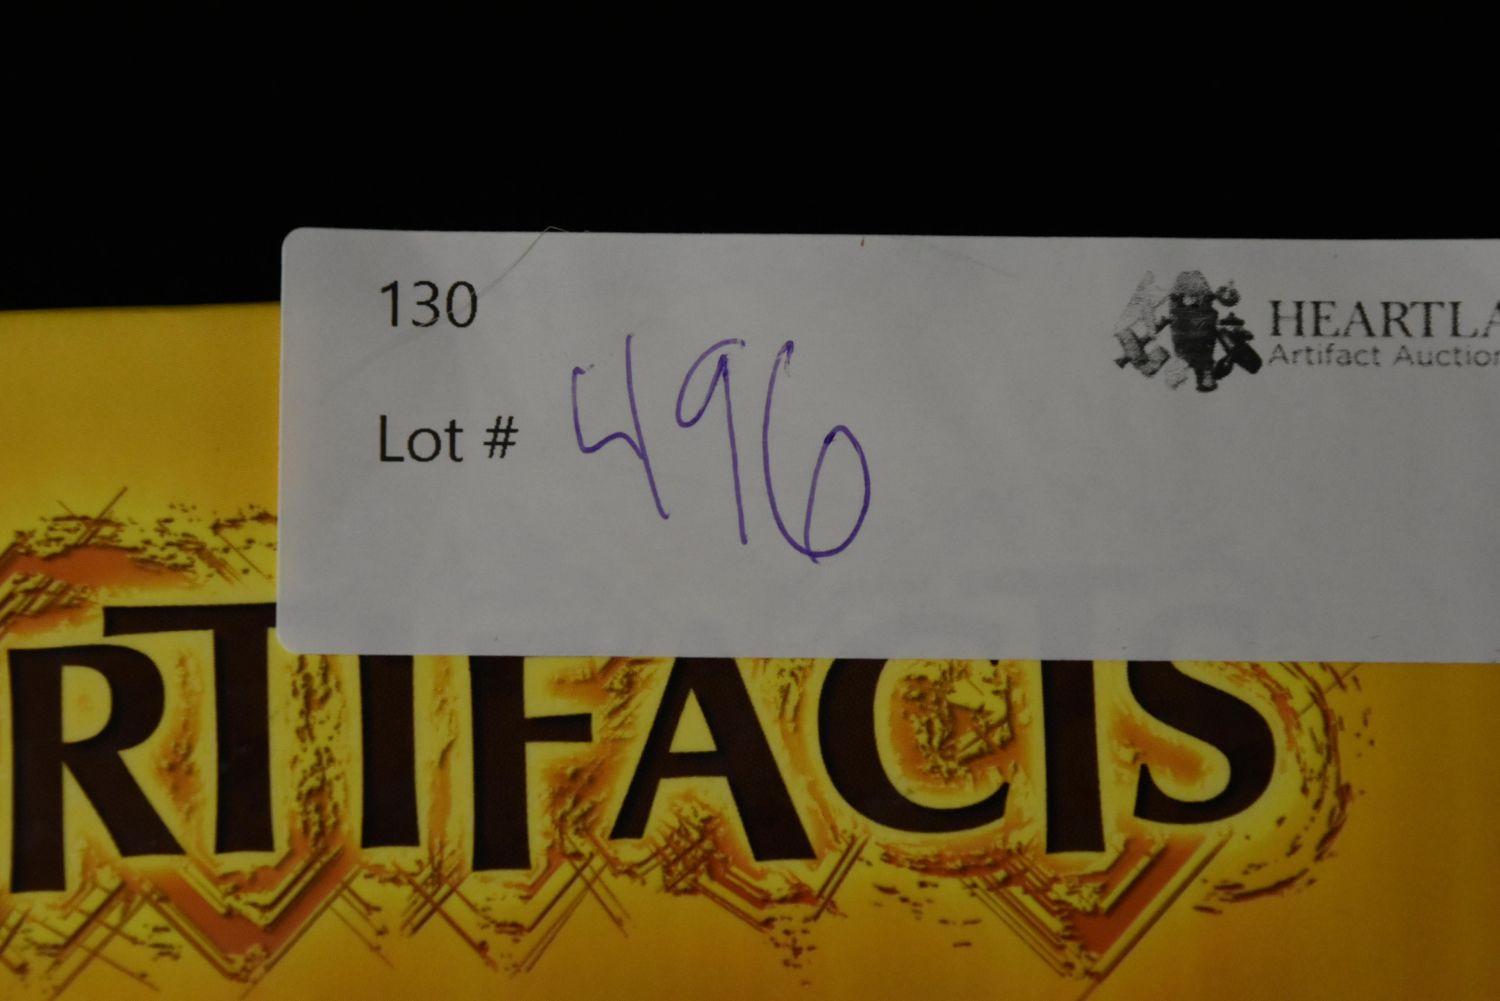 130
HEARTLA
Artifact Auction
Lot # 496
RTIFACTS